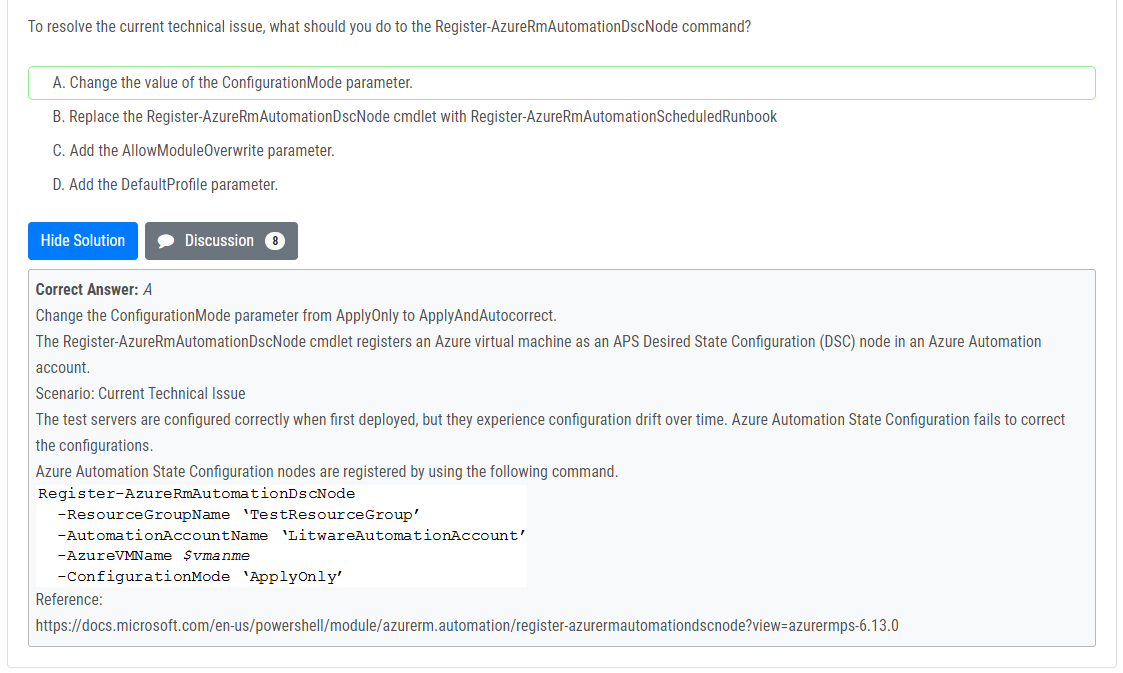 To resolve the current technical issue, what should you do to the Register-AzureRmAutomationDscNode command?
A. Change the value of the ConfigurationMode parameter.
B. Replace the Register-AzureRmAutomationDscNode cmdlet with Register-AzureRmAutomationScheduledRunbook
C. Add the AllowModuleOverwrite parameter.
D. Add the DefaultProfile parameter.
Hide Solution Discussion 8
Correct Answer: A
Change the ConfigurationMode parameter from ApplyOnly to ApplyAndAutocorrect.
The Register-AzureRmAutomationDscNode cmdlet registers an Azure virtual machine as an APS Desired State Configuration (DSC) node in an Azure Automation
account.
Scenario: Current Technical Issue
The test servers are configured correctly when first deployed, but they experience configuration drift over time. Azure Automation State Configuration fails to correct
the configurations.
Azure Automation State Configuration nodes are registered by using the following command.
Register-AzureRmAutomationDscNode
-ResourceGroupName ‘TestResourceGroup’
-AutomationAccountName ‘LitwareAutomationAccount’
-AzureVMName $vmanme
-ConfigurationMode ‘ApplyOnly’
Reference:
https://docs.microsoft.com/en-us/powershell/module/azurerm.automation/register-azurermautomationdscnode?view=azurermps-6.13.0